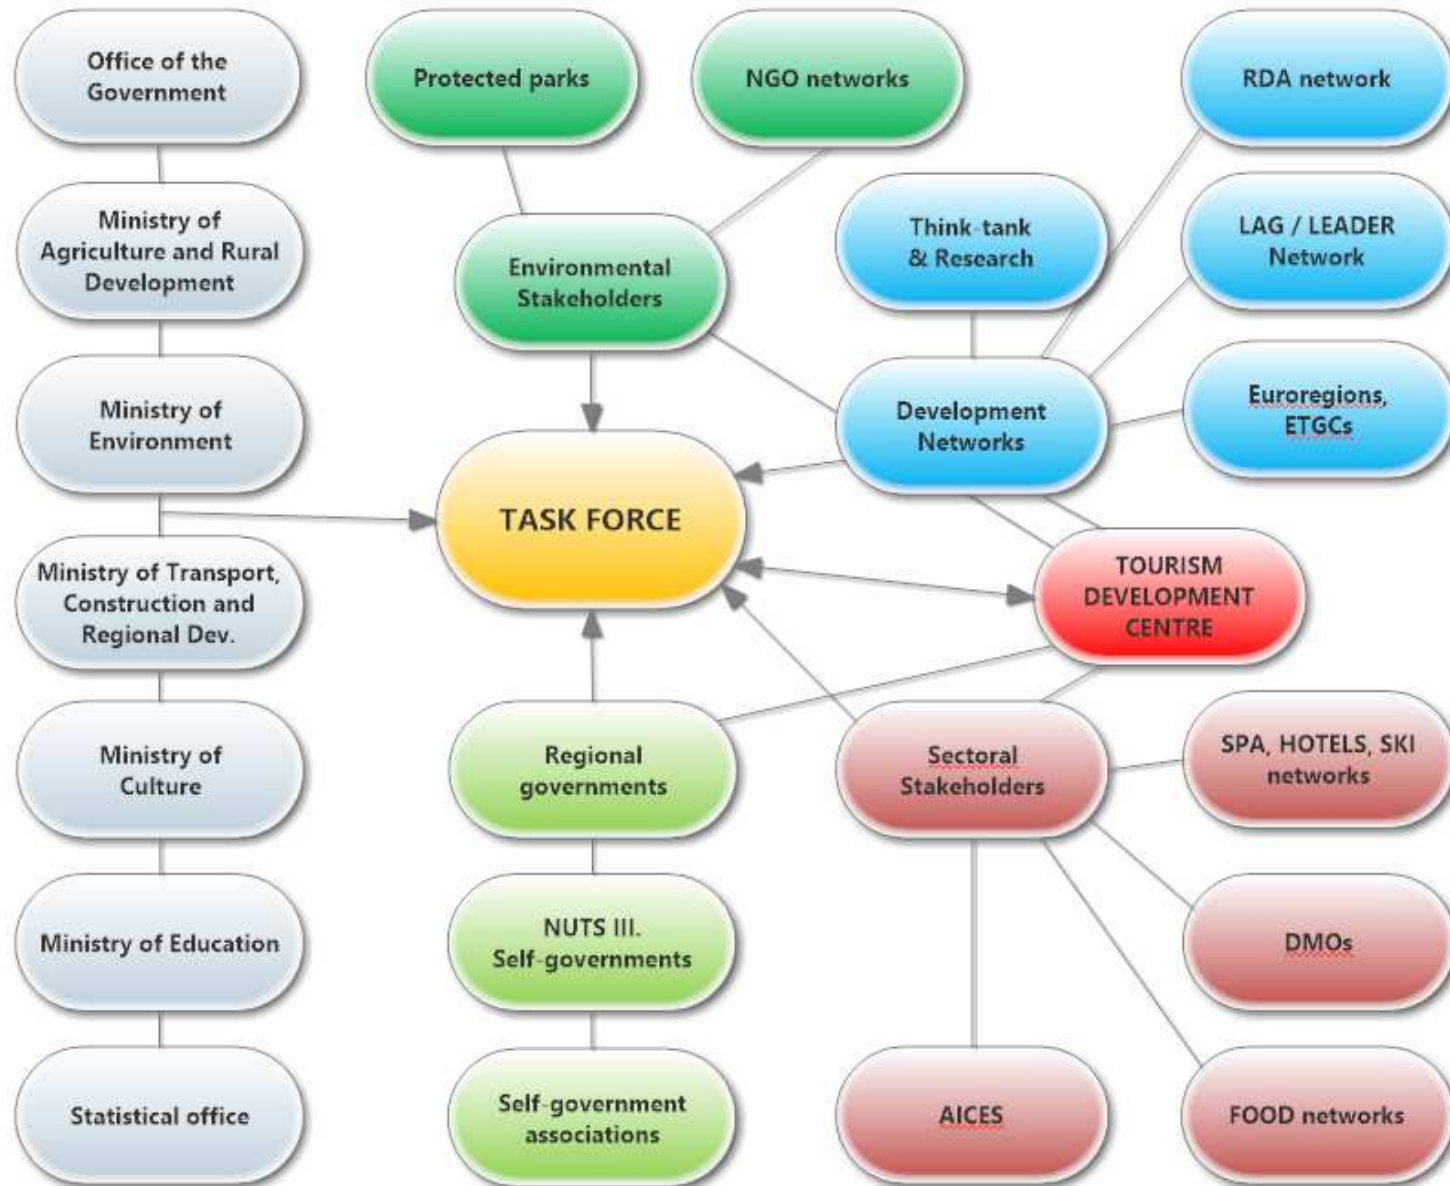 Office of the
Government
Protected parks
NGO networks
RDA network
Ministry of
Agriculture and Rural
Development
Environmental
Stakeholders
Think-tank
& Research
LAG / LEADER
Network
Ministry of
Environment
Development
Networks
Euroregions,
ETGCs
TASK FORCE
Ministry of Transport,
Construction and
Regional Dev.
TOURISM
DEVELOPMENT
CENTRE
Ministry of
Culture
Regional
governments
Sectoral
Stakeholders
SPA, HOTELS, SKI
networks
Ministry of Education
NUTS III.
Self-governments
DMOs
Statistical office
Self-government
associations
AICES
FOOD networks